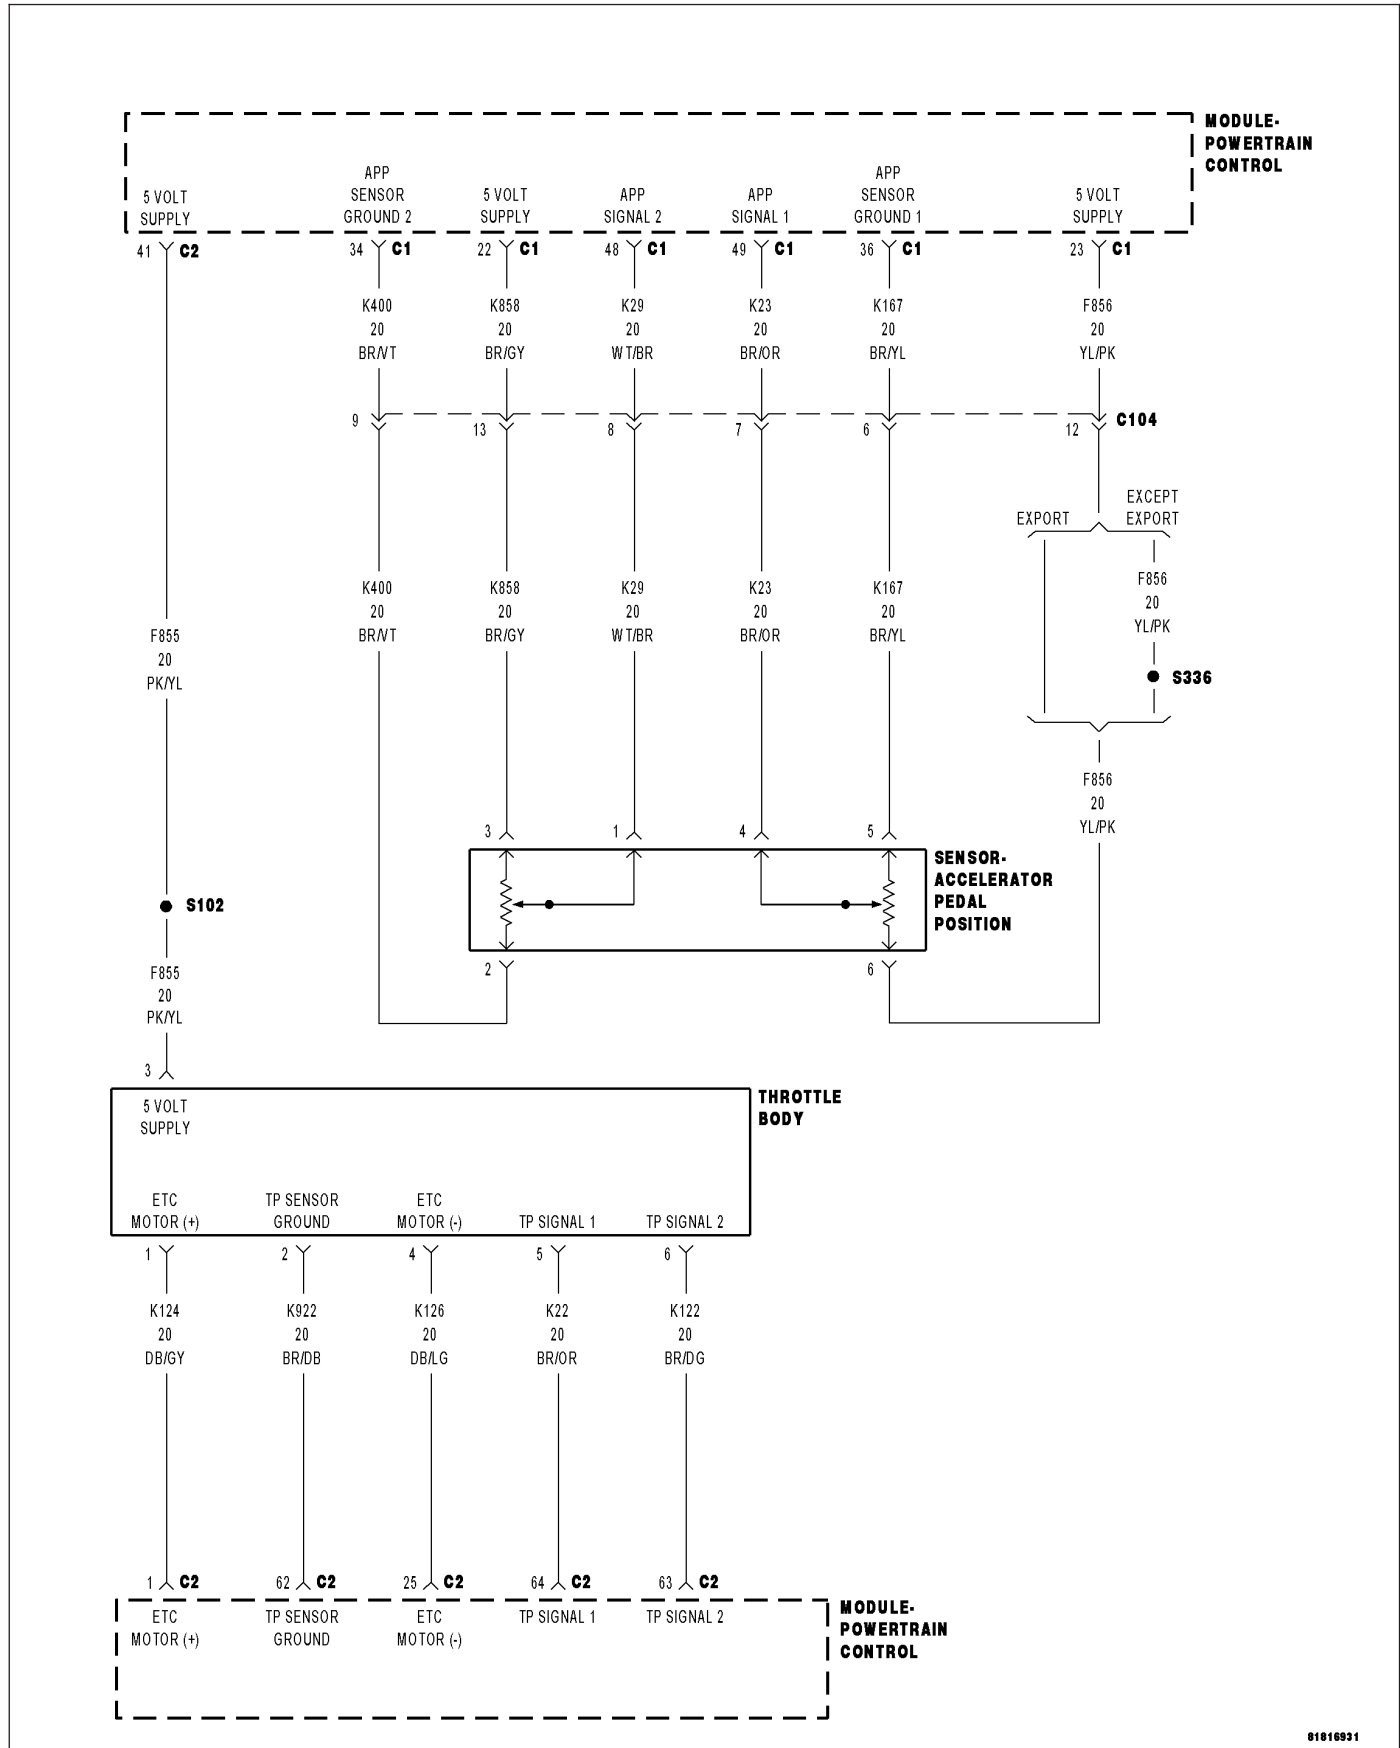 MODULE-
POWERTRAIN
CONTROL
5 VOLT
SUPPLY
APP
SENSOR
GROUND 2
5 VOLT
SUPPLY
APP
SIGNAL 2
APP
SIGNAL 1
APP
SENSOR
GROUND 1
5 VOLT
SUPPLY
41 C2
34 C1
22 C1
48 C1
49 C1
36 C1
23 C1
K400
20
BR/VT
K858
20
BR/GY
K29
20
WT/BR
K23
20
BR/OR
K167
20
BR/YL
F856
20
YL/PK
9
13
8
7
6
12
C104
EXPORT
EXCEPT
EXPORT
K400
20
BR/VT
K858
20
BR/GY
K29
20
WT/BR
K23
20
BR/OR
K167
20
BR/YL
F856
20
YL/PK
F855
20
PK/YL
S336
F856
20
YL/PK
3
1
4
5
SENSOR-
ACCELERATOR
PEDAL
POSITION
S102
2
6
F855
20
PK/YL
3
THROTTLE
BODY
5 VOLT
SUPPLY
ETC
MOTOR (+)
TP SENSOR
GROUND
ETC
MOTOR (-)
TP SIGNAL 1
TP SIGNAL 2
1
2
4
5
6
K124
20
DB/GY
K922
20
BR/DB
K126
20
DB/LG
K22
20
BR/OR
K122
20
BR/DG
1 C2
62 C2
25 C2
64 C2
63 C2
ETC
MOTOR (+)
TP SENSOR
GROUND
ETC
MOTOR (-)
TP SIGNAL 1
TP SIGNAL 2
MODULE-
POWERTRAIN
CONTROL
81816931